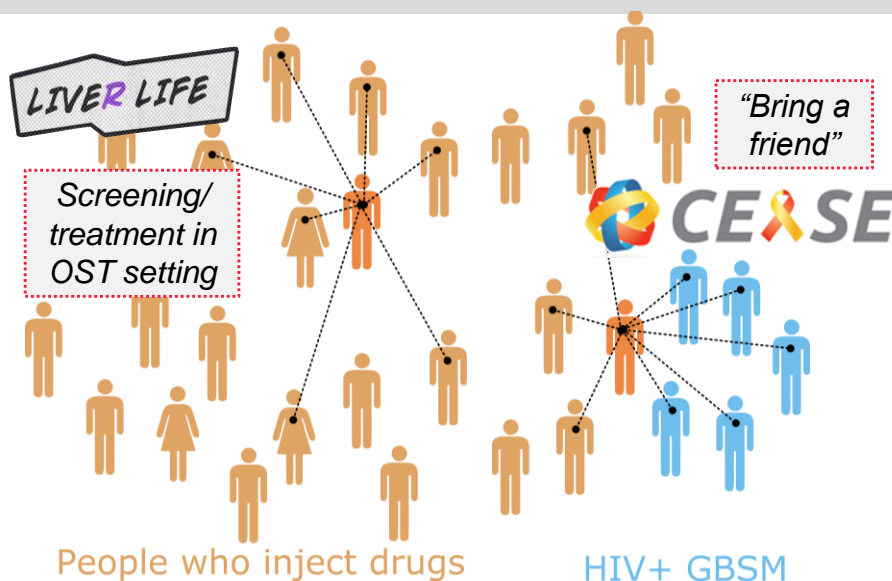 LIVER LIFE
Screening/
treatment in
OST setting
“Bring a
friend”
CEASE
People who inject drugs
HIV+ GBSM